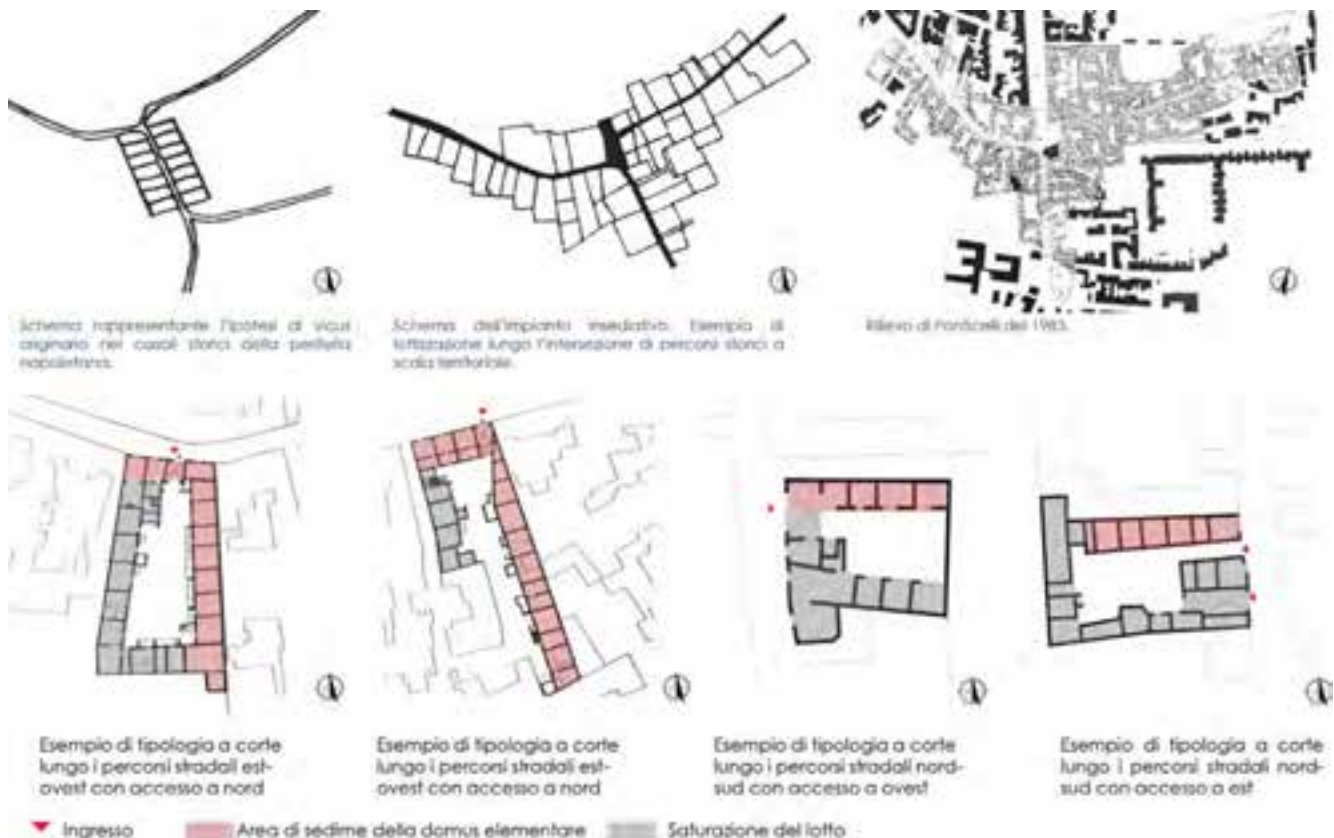 Schema rappresentante l'ipotesi di vicus
originario nei casali storici della periferia
napoletana.
Schema dell'impianto insediativo. Esempio di
lottizzazione lungo l'intersezione di percorsi storici a
scala territoriale.
Rilievo di Ponticelli del 1983.
Esempio di tipologia a corte
lungo i percorsi stradali est-
ovest con accesso a nord
Esempio di tipologia a corte
lungo i percorsi stradali est-
ovest con accesso a nord
Esempio di tipologia a corte
lungo i percorsi stradali nord-
sud con accesso a ovest
Esempio di tipologia a corte
lungo i percorsi stradali nord-
sud con accesso a est
Ingresso
Area di sedime della domus elementare
Saturazione del lotto